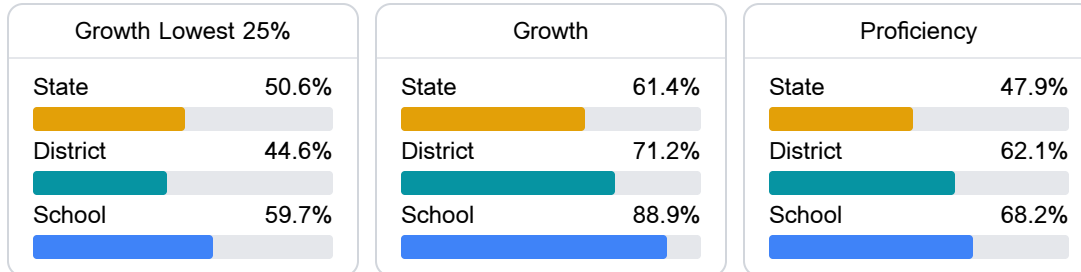 Growth Lowest 25%
State 50.6%
District 44.6%
School 59.7%
Growth
State 61.4%
District 71.2%
School 88.9%
Proficiency
State 47.9%
District 62.1%
School 68.2%